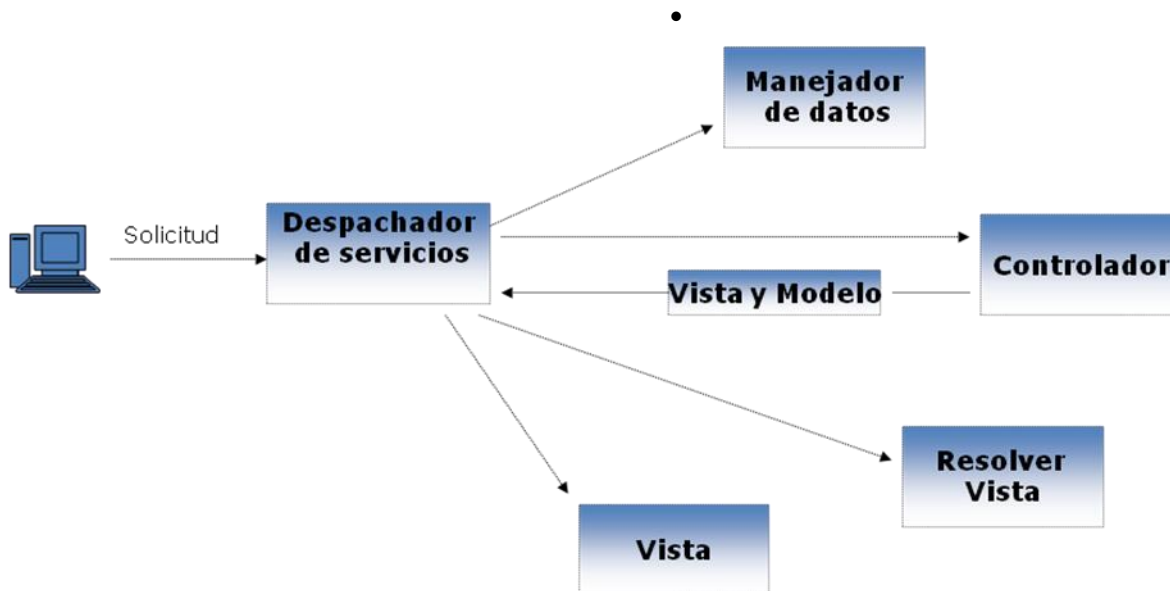 Manejador
de datos
Solicitud
Despachador
de servicios
Controlador
Vista y Modelo
Resolver
Vista
Vista